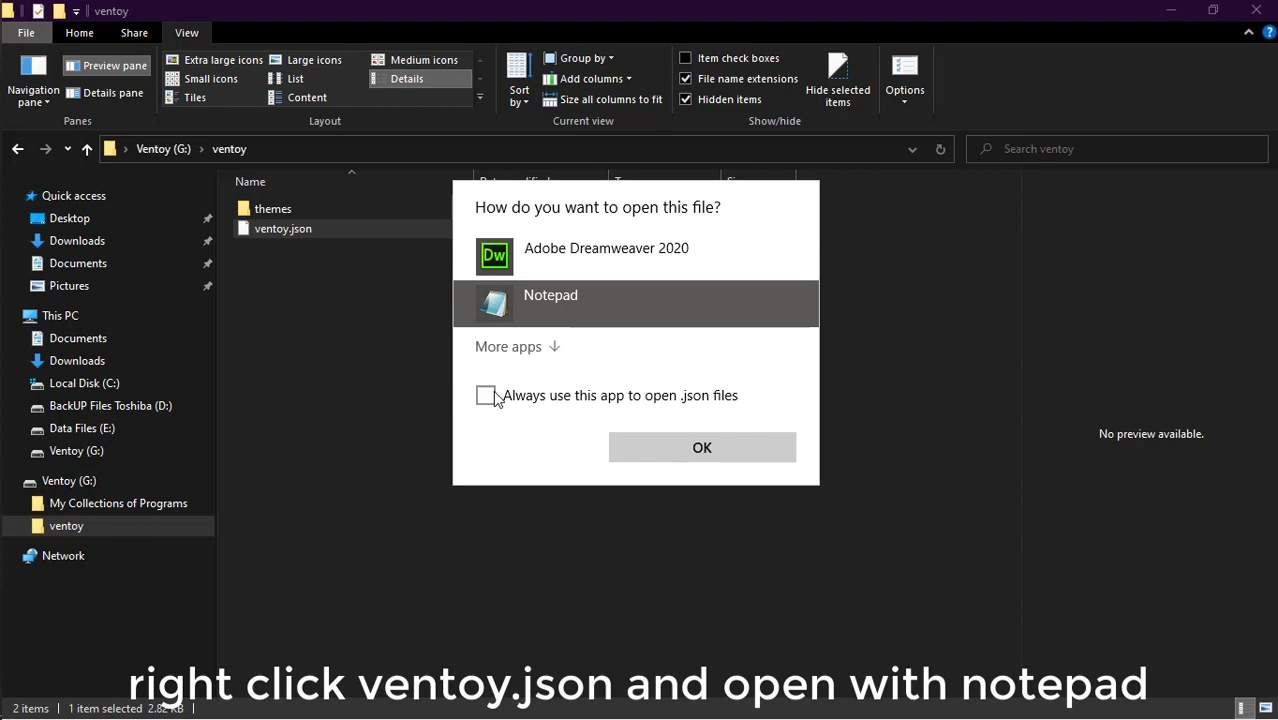 ventoy
File
Home
Share
View
Navigation pane
Preview pane
Details pane
Panes
Extra large icons
Large icons
Medium icons
Small icons
List
Details
Tiles
Content
Layout
Sort by
Group by
Add columns
Size all columns to fit
Current view
Item check boxes
File name extensions
Hidden items
Hide selected items
Show/hide
Options
Ventoy (G:)
ventoy
Search ventoy
Quick access
Desktop
Downloads
Documents
Pictures
This PC
Documents
Downloads
Local Disk (C:)
BackUP Files Toshiba (D:)
Data Files (E:)
Ventoy (G:)
Ventoy (G:)
My Collections of Programs
ventoy
Network
Name
themes
ventoy.json
How do you want to open this file?
Dw
Adobe Dreamweaver 2020
Notepad
More apps
Always use this app to open .json files
OK
No preview available.
right click ventoy.json and open with notepad
2 items
1 item selected 2.82 KB